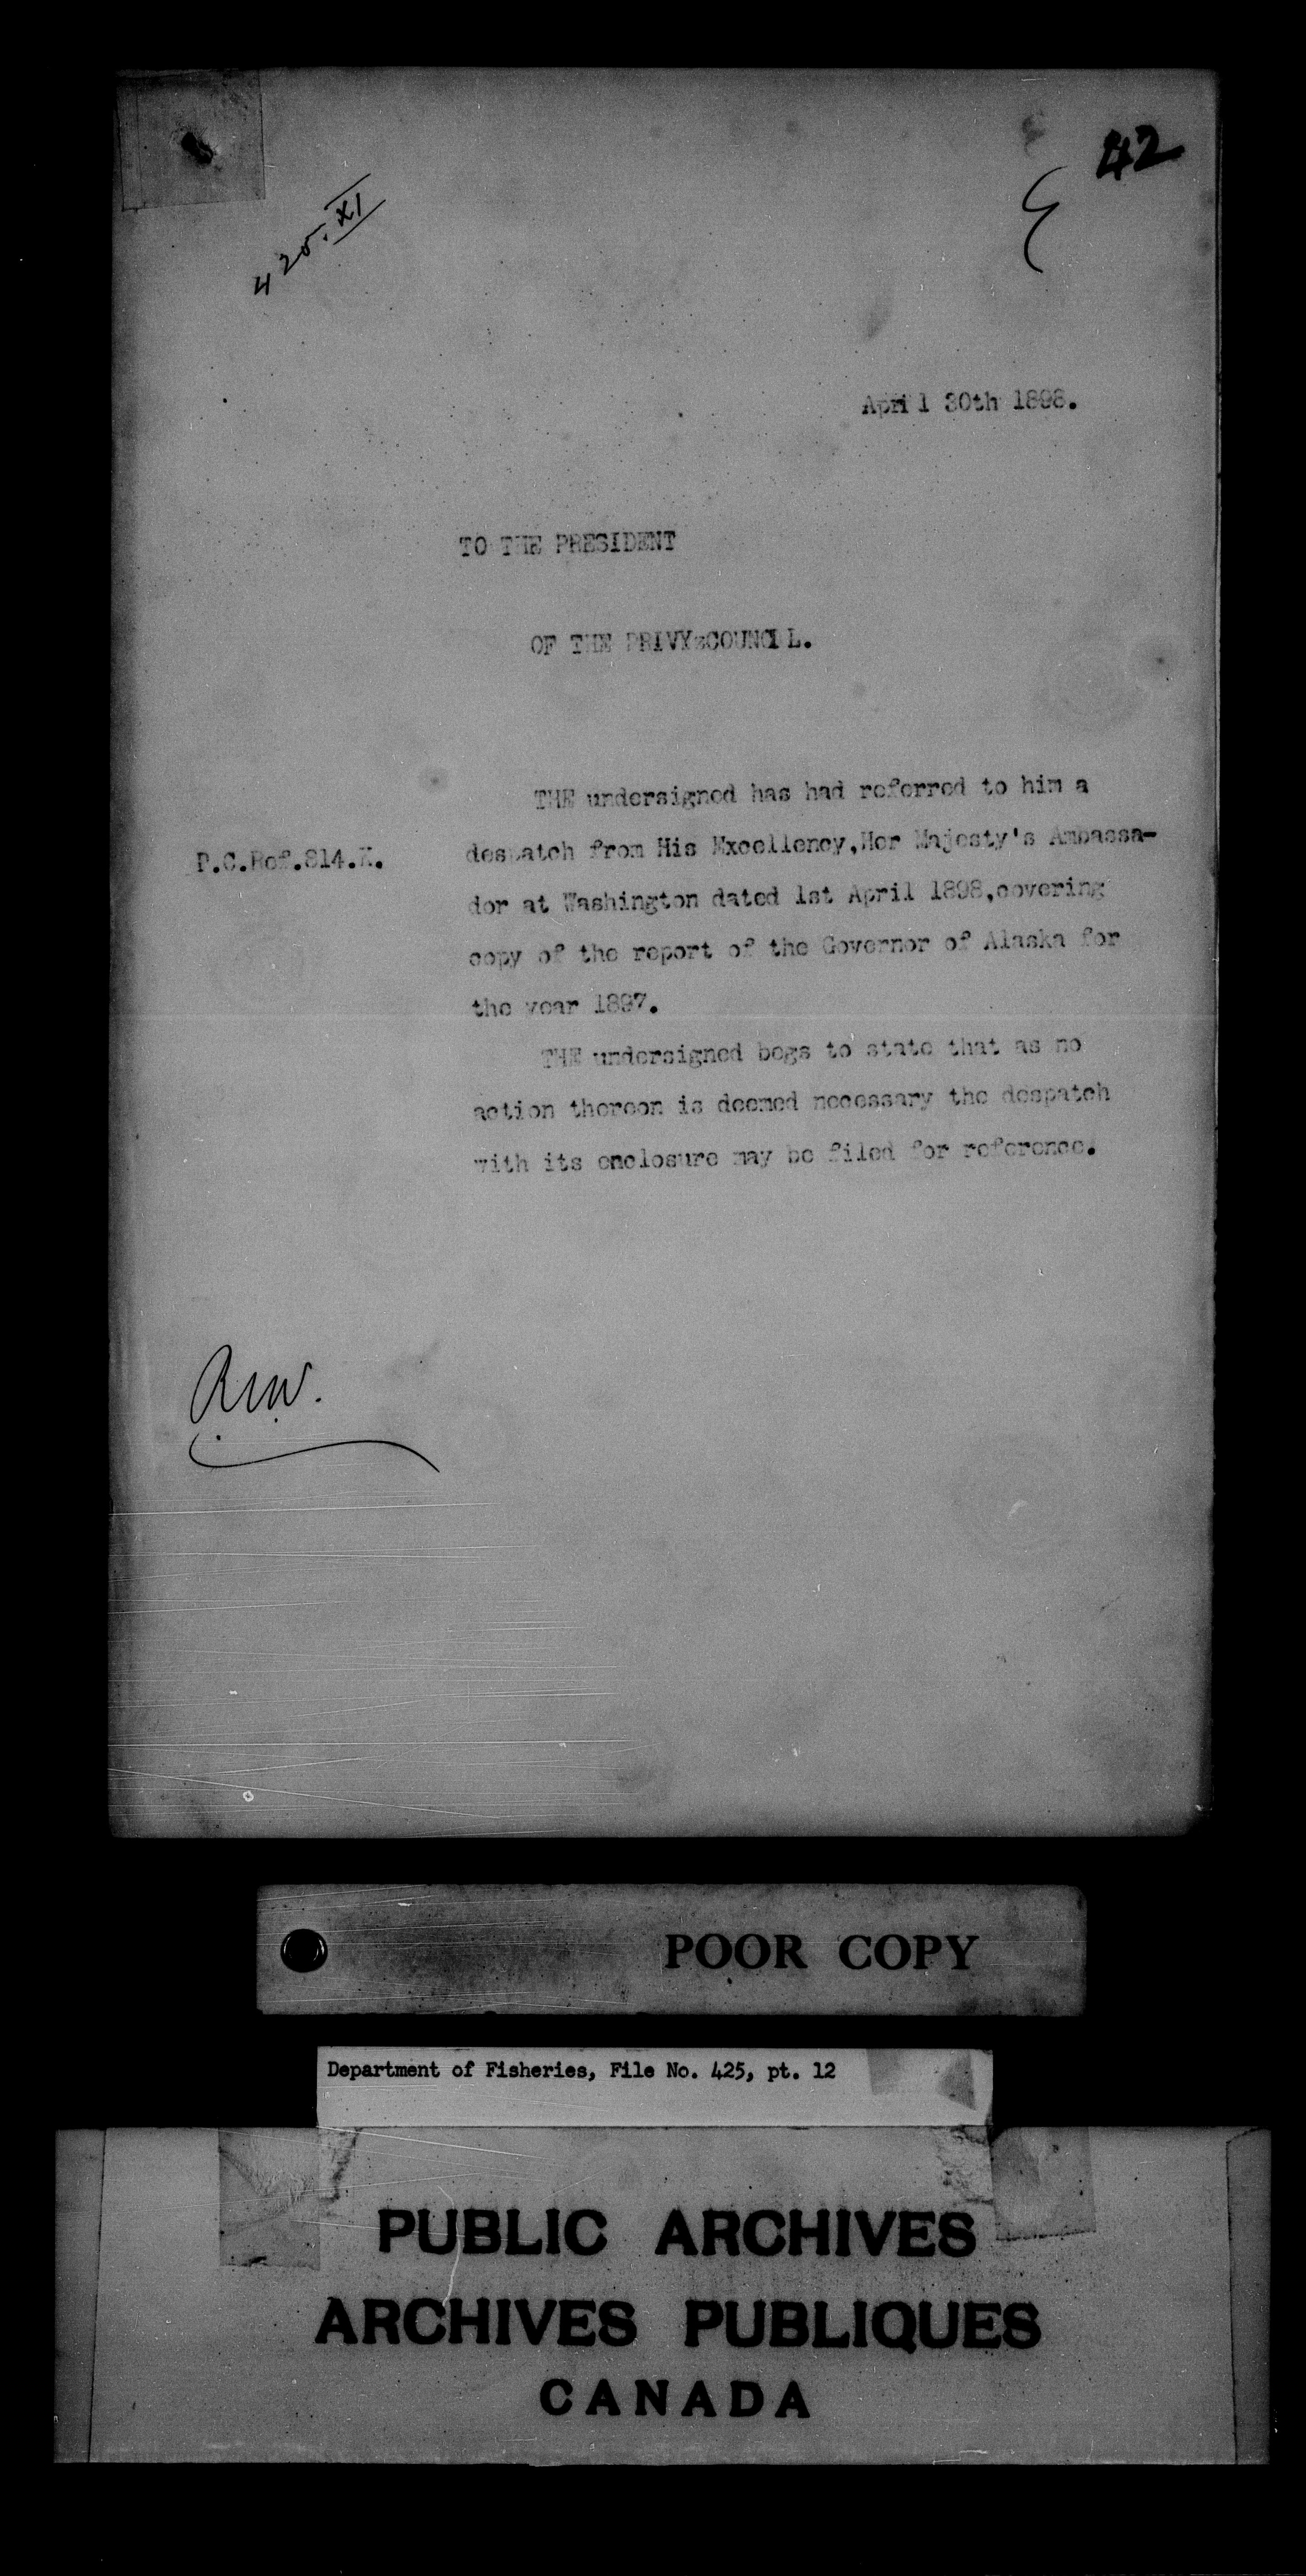 42
425. XI
April 30th 1898.
TO THE PRESIDENT
OF THE PRIVY COUNCIL.
THE undersigned has had referred to him a
P.C.Ref.814.K.
despatch from His Excellency,Her Majesty's Ambassa-
dor at Washington dated 1st April 1898,covering
copy of the report of the Governor of Alaska for
the year 1897.
THE undersigned begs to state that as no
action thereon is deemed necessary the despatch
with its enclosure may be filed for reference.
POOR COPY
Department of Fisheries, File No. 425, pt. 12
PUBLIC ARCHIVES
ARCHIVES PUBLIQUES
CANADA